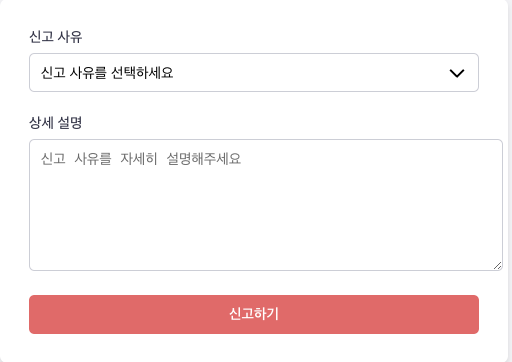 신고 사유
신고 사유를 선택하세요
상세 설명
신고 사유를 자세히 설명해주세요
신고하기